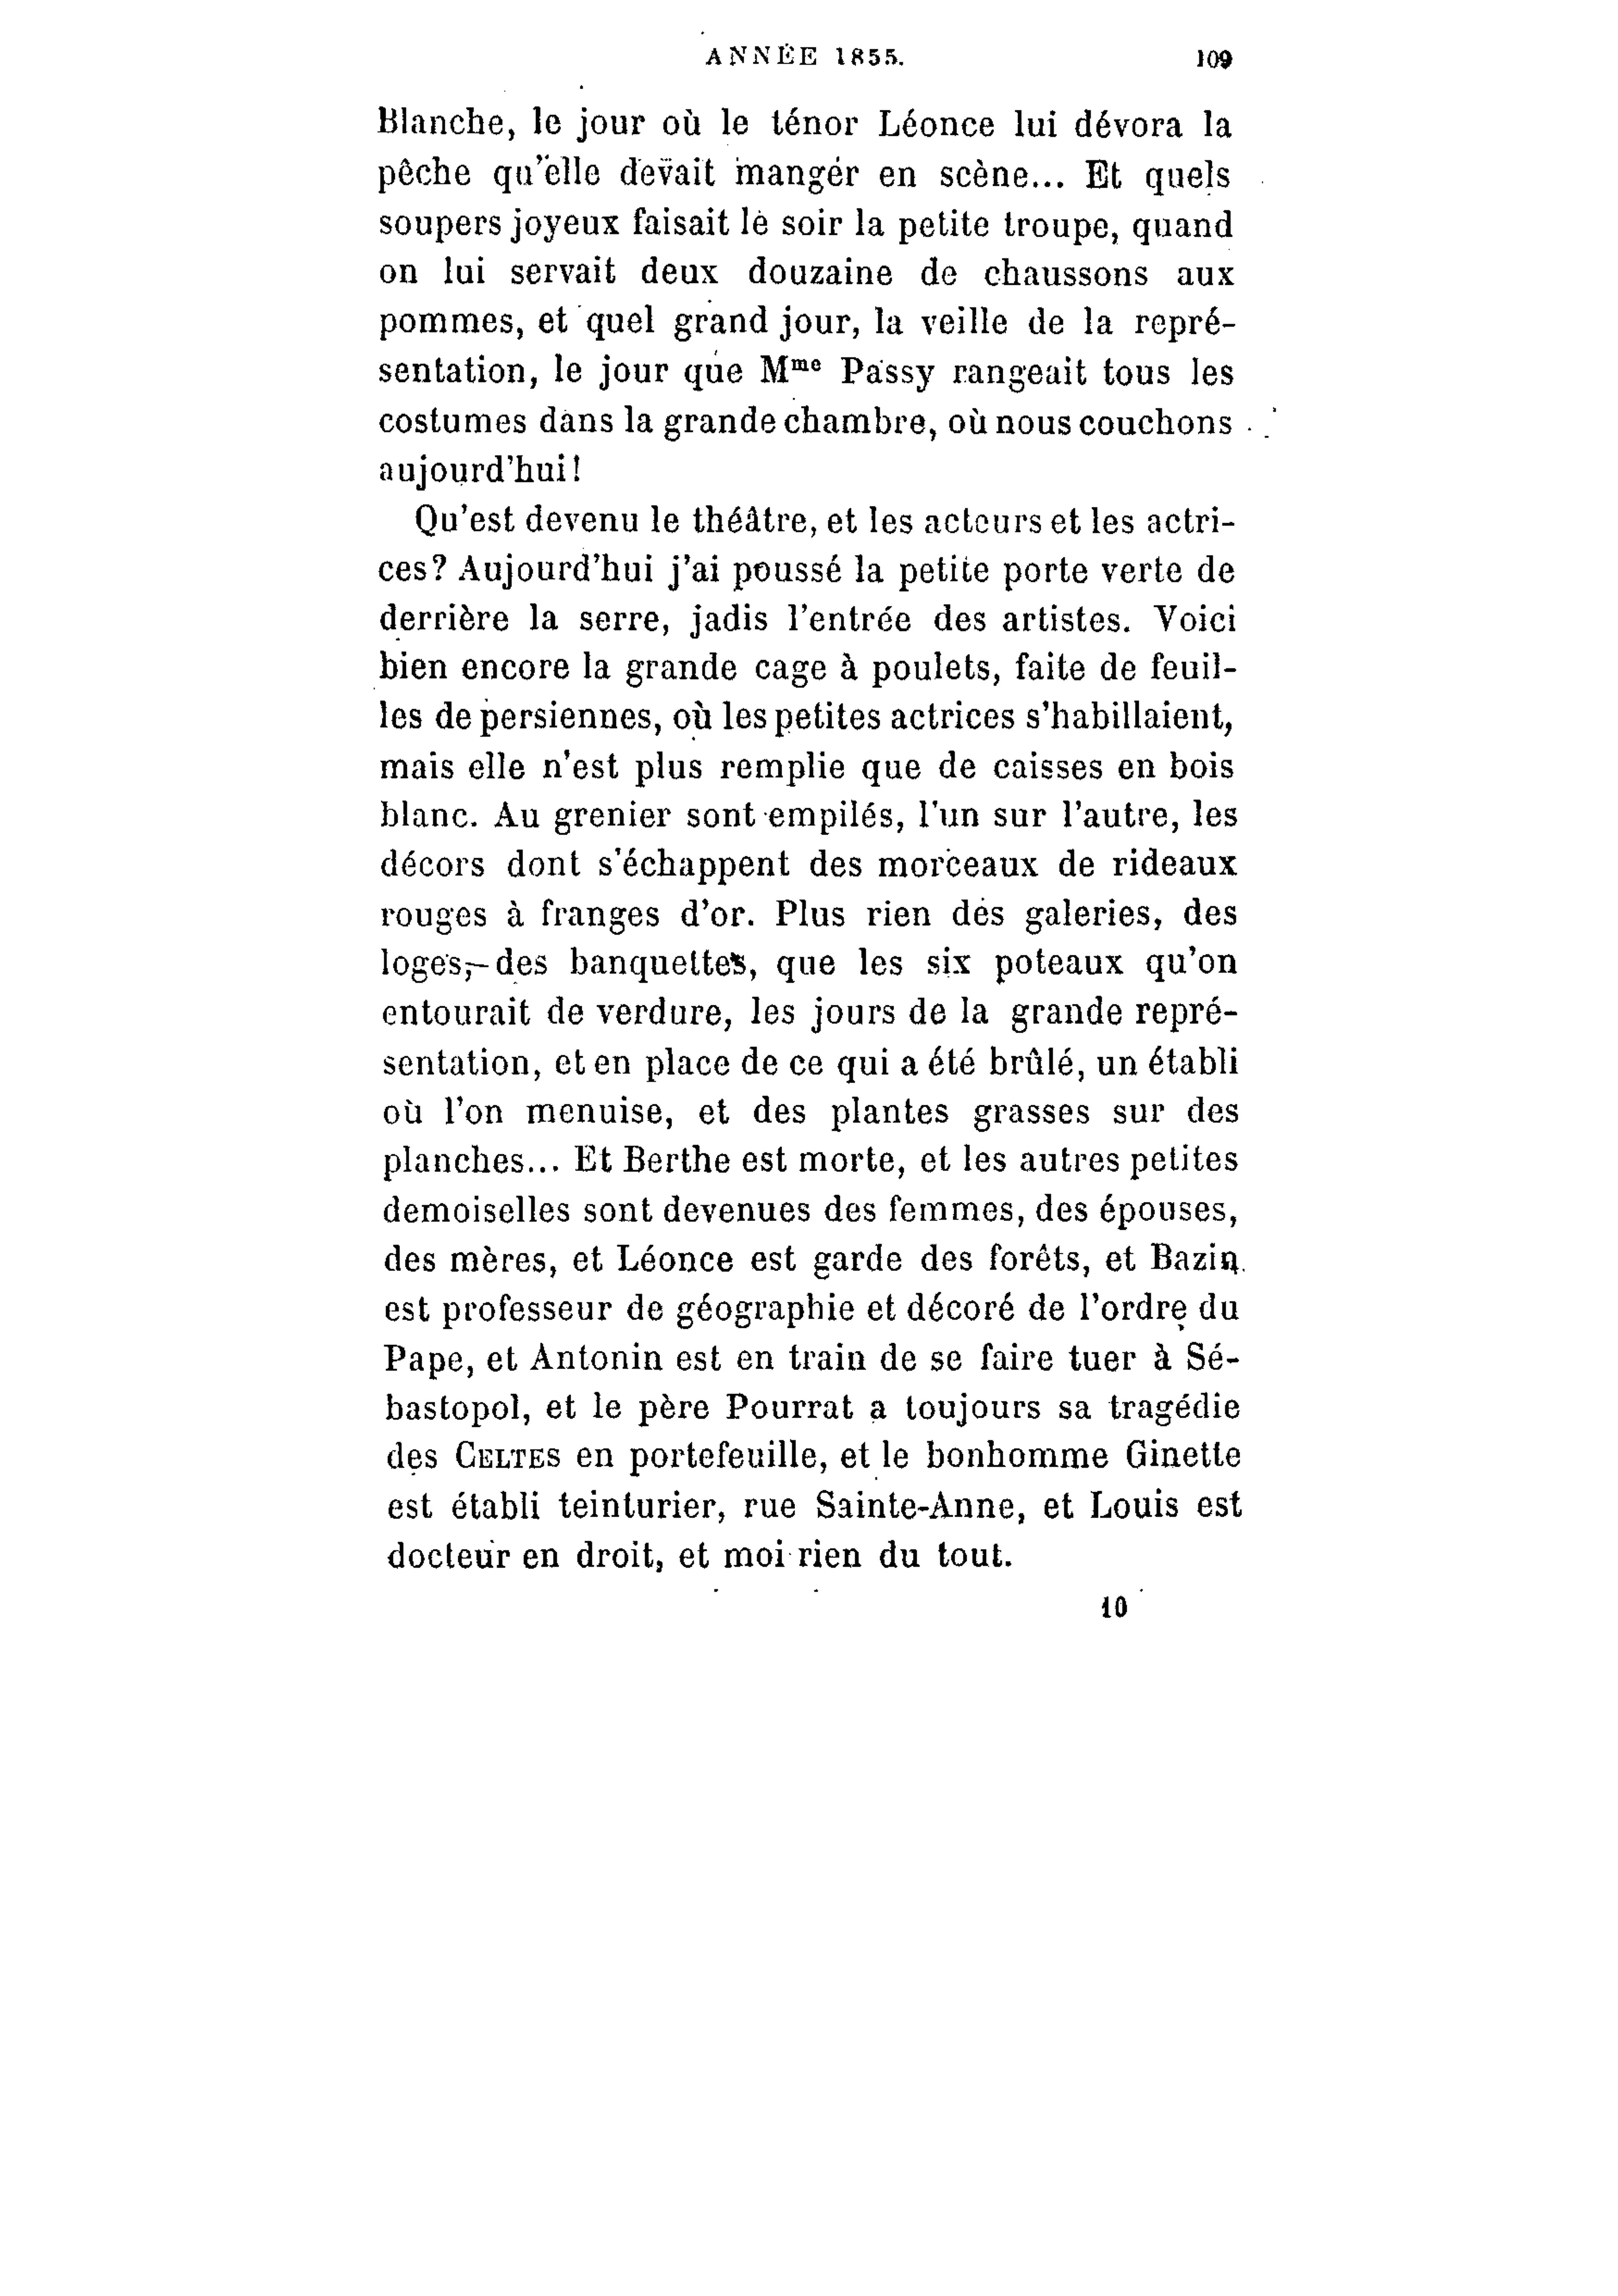 ANNÉE 1855. 109
Blanche, le jour où le ténor Léonce lui dévora la
pêche qu'elle devait manger en scène... Et quels
soupers joyeux faisait le soir la petite troupe, quand
on lui servait deux douzaine de chaussons aux
pommes, et quel grand jour, la veille de la repré-
sentation, le jour que Mme Passy rangeait tous les
costumes dans la grande chambre, où nous couchons
aujourd'hui!
Qu'est devenu le théâtre, et les acteurs et les actri-
ces? Aujourd'hui j'ai poussé la petite porte verte de
derrière la serre, jadis l'entrée des artistes. Voici
bien encore la grande cage à poulets, faite de feuil-
les de persiennes, où les petites actrices s'habillaient,
mais elle n'est plus remplie que de caisses en bois
blanc. Au grenier sont empilés, l'un sur l'autre, les
décors dont s'échappent des morceaux de rideaux
rouges à franges d'or. Plus rien des galeries, des
loges, des banquettes, que les six poteaux qu'on
entourait de verdure, les jours de la grande repré-
sentation, et en place de ce qui a été brûlé, un établi
où l'on menuise, et des plantes grasses sur des
planches... Et Berthe est morte, et les autres petites
demoiselles sont devenues des femmes, des épouses,
des mères, et Léonce est garde des forêts, et Bazin
est professeur de géographie et décoré de l'ordre du
Pape, et Antonin est en train de se faire tuer à Sé-
bastopol, et le père Pourrat a toujours sa tragédie
des CELTES en portefeuille, et le bonhomme Ginette
est établi teinturier, rue Sainte-Anne, et Louis est
docteur en droit, et moi rien du tout.
10